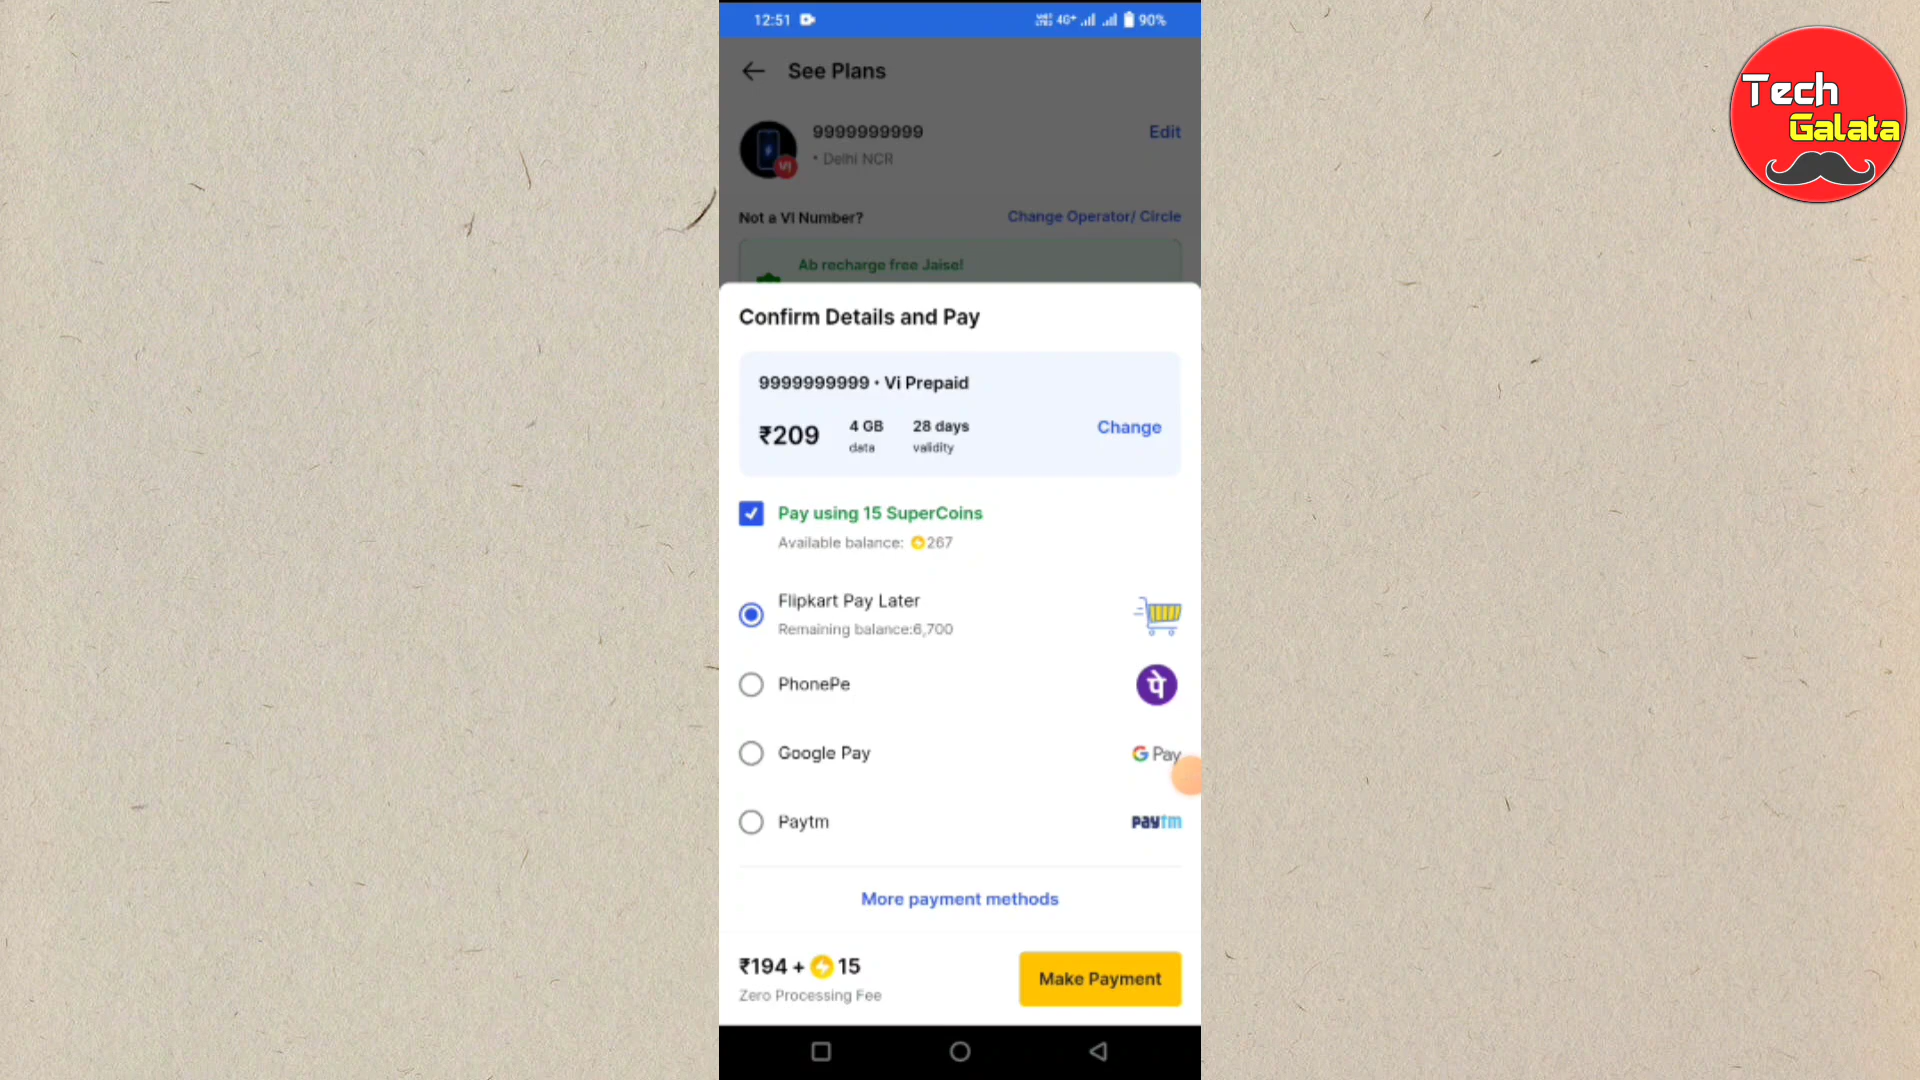 12:51
4G+
90%
Tech
Galata
See Plans
9999999999
Edit
• Delhi NCR
VI
Not a VI Number?
Change Operator/ Circle
Ab recharge free Jaise!
Confirm Details and Pay
9999999999 • Vi Prepaid
₹209
4 GB
data
28 days
validity
Change
Pay using 15 SuperCoins
Available balance: 267
Flipkart Pay Later
Remaining balance:6,700
PhonePe
पे
Google Pay
G Pay
Paytm
paytm
More payment methods
₹194 + 15
Zero Processing Fee
Make Payment